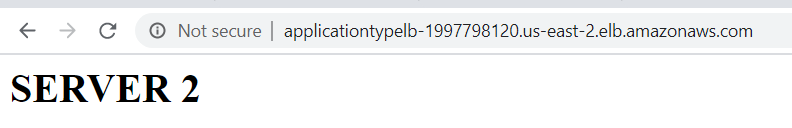 Not secure | applicationtypelb-1997798120.us-east-2.elb.amazonaws.com
SERVER 2